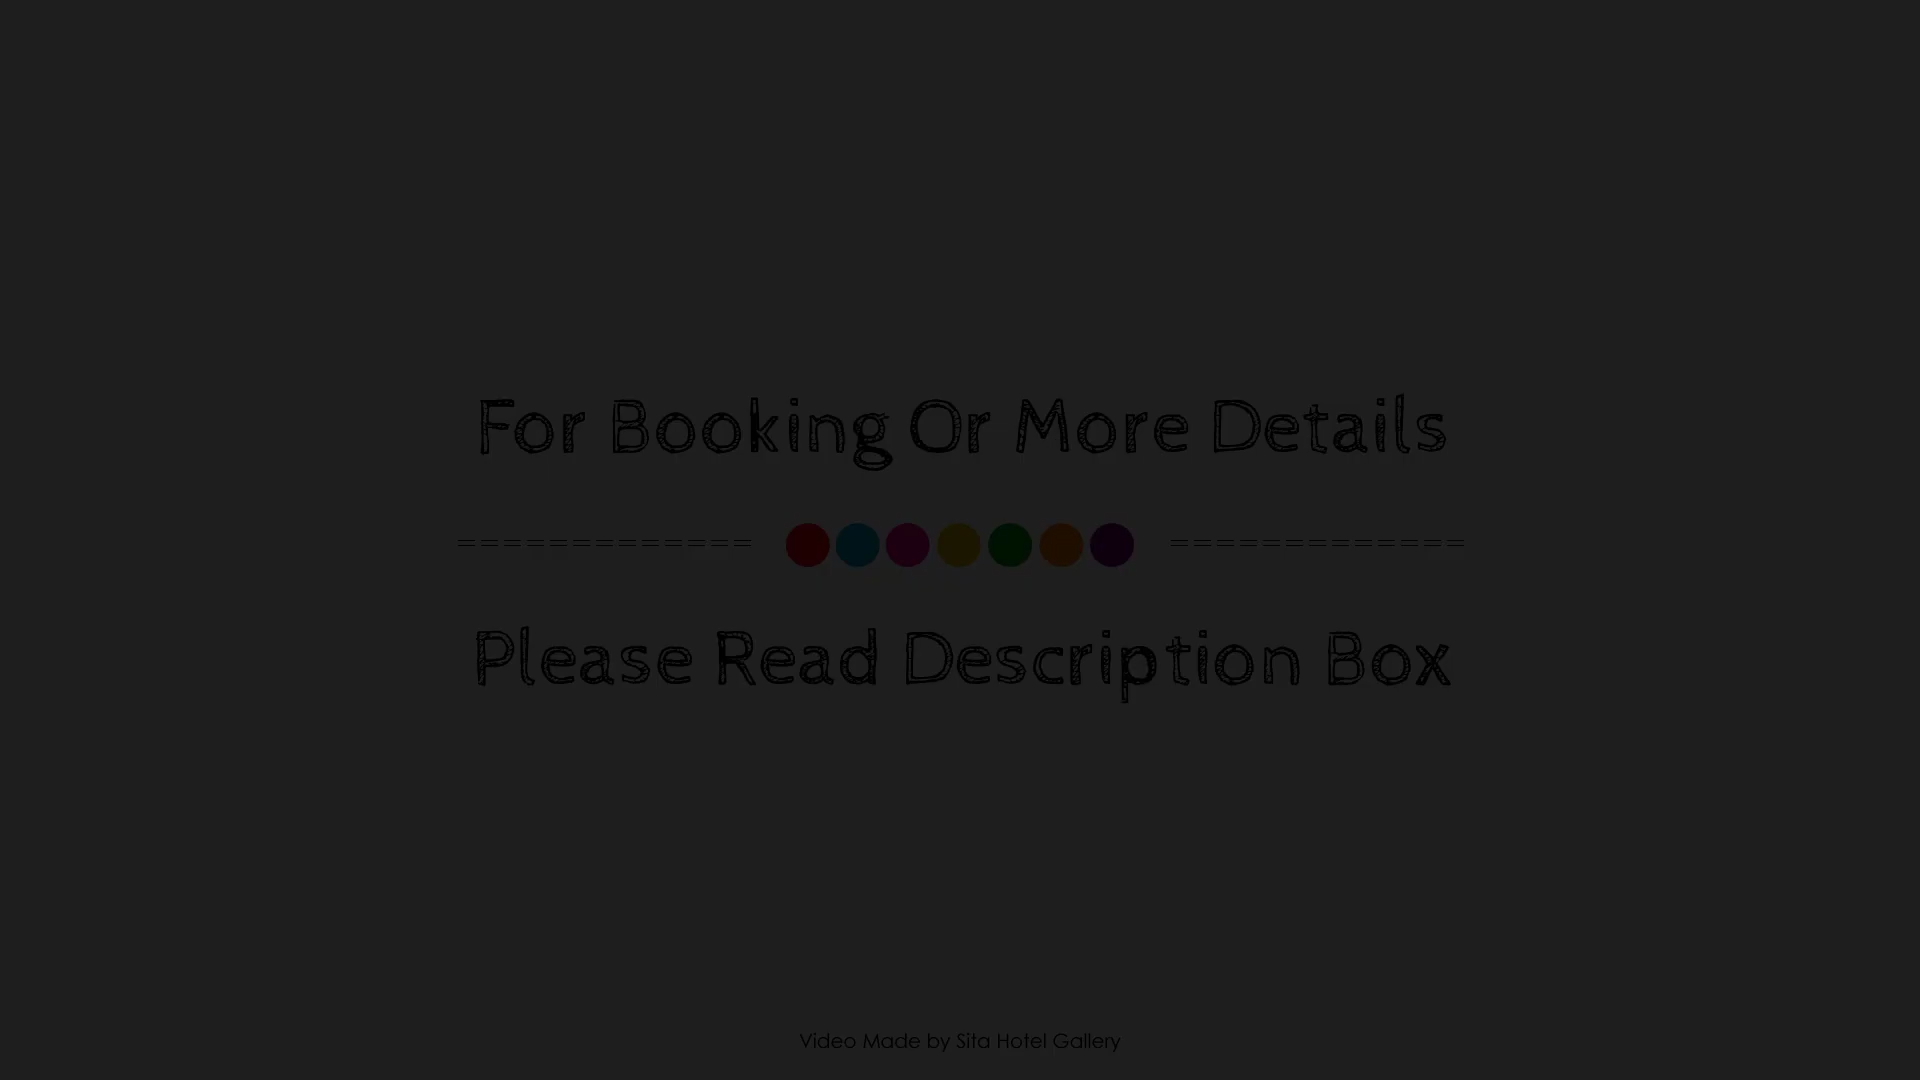 For Booking Or More Details
============= =============
Please Read Description Box
Video Made by Sita Hotel Gallery